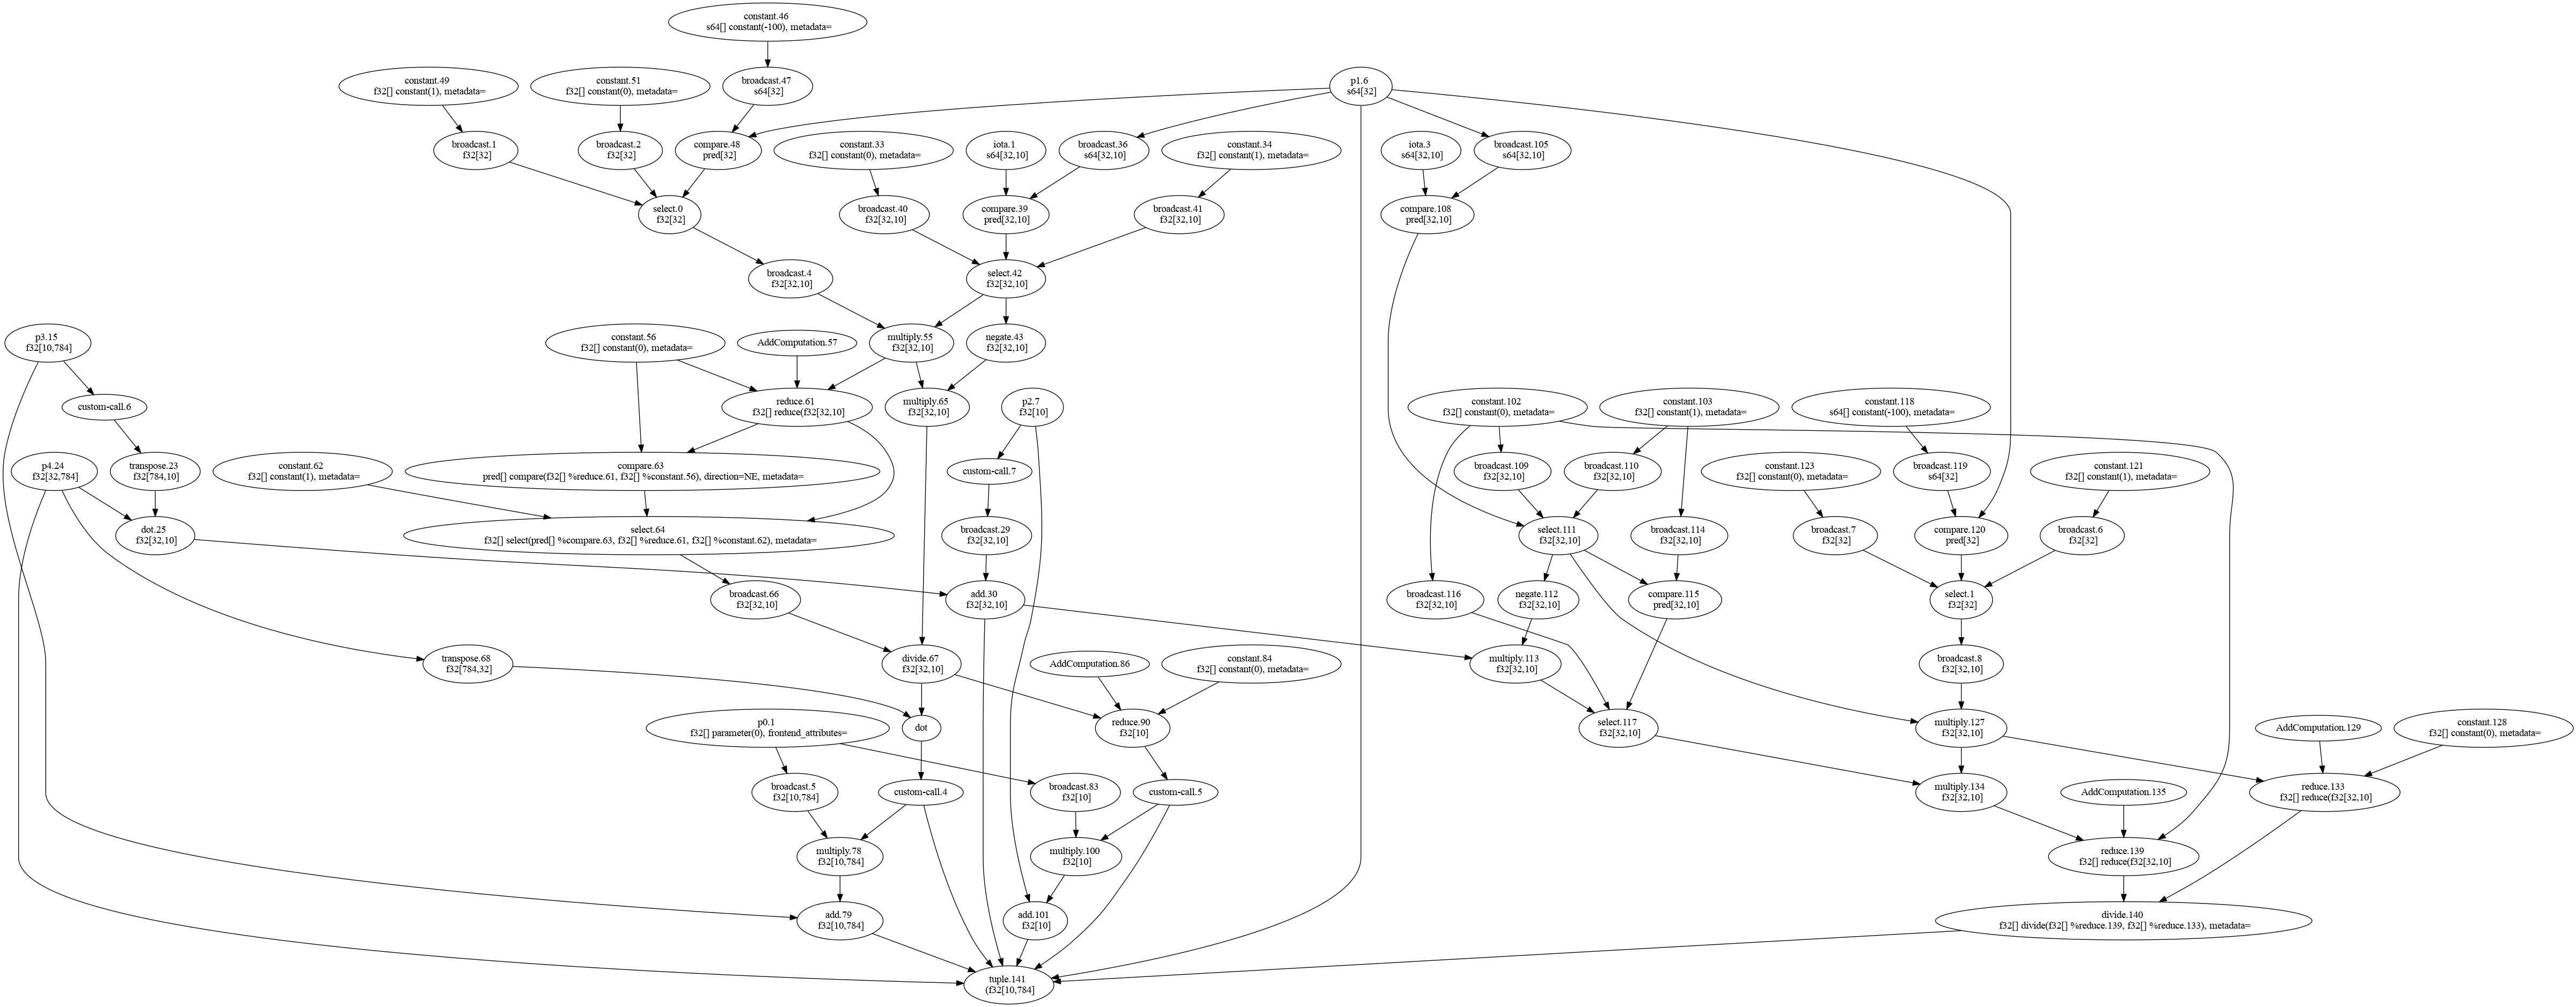 constant.46
s64[] constant(-100), metadata=
constant.49
f32[] constant(1), metadata=
constant.51
f32[] constant(0), metadata=
broadcast.47
s64[32]
p1.6
s64[32]
broadcast.1
f32[32]
broadcast.2
f32[32]
compare.48
pred[32]
constant.33
f32[] constant(0), metadata=
iota.1
s64[32,10]
broadcast.36
s64[32,10]
constant.34
f32[] constant(1), metadata=
iota.3
s64[32,10]
broadcast.105
s64[32,10]
select.0
f32[32]
broadcast.40
f32[32,10]
compare.39
pred[32,10]
broadcast.41
f32[32,10]
compare.108
pred[32,10]
broadcast.4
f32[32,10]
select.42
f32[32,10]
p3.15
f32[10,784]
constant.56
f32[] constant(0), metadata=
AddComputation.57
multiply.55
f32[32,10]
negate.43
f32[32,10]
custom-call.6
reduce.61
f32[] reduce(f32[32,10]
multiply.65
f32[32,10]
p2.7
f32[10]
constant.102
f32[] constant(0), metadata=
constant.103
f32[] constant(1), metadata=
constant.118
s64[] constant(-100), metadata=
p4.24
f32[32,784]
transpose.23
f32[784,10]
constant.62
f32[] constant(1), metadata=
compare.63
pred[] compare(f32[] %reduce.61, f32[] %constant.56), direction=NE, metadata=
custom-call.7
broadcast.109
f32[32,10]
broadcast.110
f32[32,10]
constant.123
f32[] constant(0), metadata=
broadcast.119
s64[32]
constant.121
f32[] constant(1), metadata=
dot.25
f32[32,10]
select.64
f32[] select(pred[] %compare.63, f32[] %reduce.61, f32[] %constant.62), metadata=
broadcast.29
f32[32,10]
select.111
f32[32,10]
broadcast.114
f32[32,10]
broadcast.7
f32[32]
compare.120
pred[32]
broadcast.6
f32[32]
broadcast.66
f32[32,10]
add.30
f32[32,10]
broadcast.116
f32[32,10]
negate.112
f32[32,10]
compare.115
pred[32,10]
select.1
f32[32]
transpose.68
f32[784,32]
divide.67
f32[32,10]
AddComputation.86
constant.84
f32[] constant(0), metadata=
multiply.113
f32[32,10]
broadcast.8
f32[32,10]
p0.1
f32[] parameter(0), frontend_attributes=
dot
reduce.90
f32[10]
select.117
f32[32,10]
multiply.127
f32[32,10]
AddComputation.129
constant.128
f32[] constant(0), metadata=
broadcast.5
f32[10,784]
custom-call.4
broadcast.83
f32[10]
custom-call.5
multiply.134
f32[32,10]
AddComputation.135
reduce.133
f32[] reduce(f32[32,10]
multiply.78
f32[10,784]
multiply.100
f32[10]
reduce.139
f32[] reduce(f32[32,10]
add.79
f32[10,784]
add.101
f32[10]
divide.140
f32[] divide(f32[] %reduce.139, f32[] %reduce.133), metadata=
tuple.141
(f32[10,784]